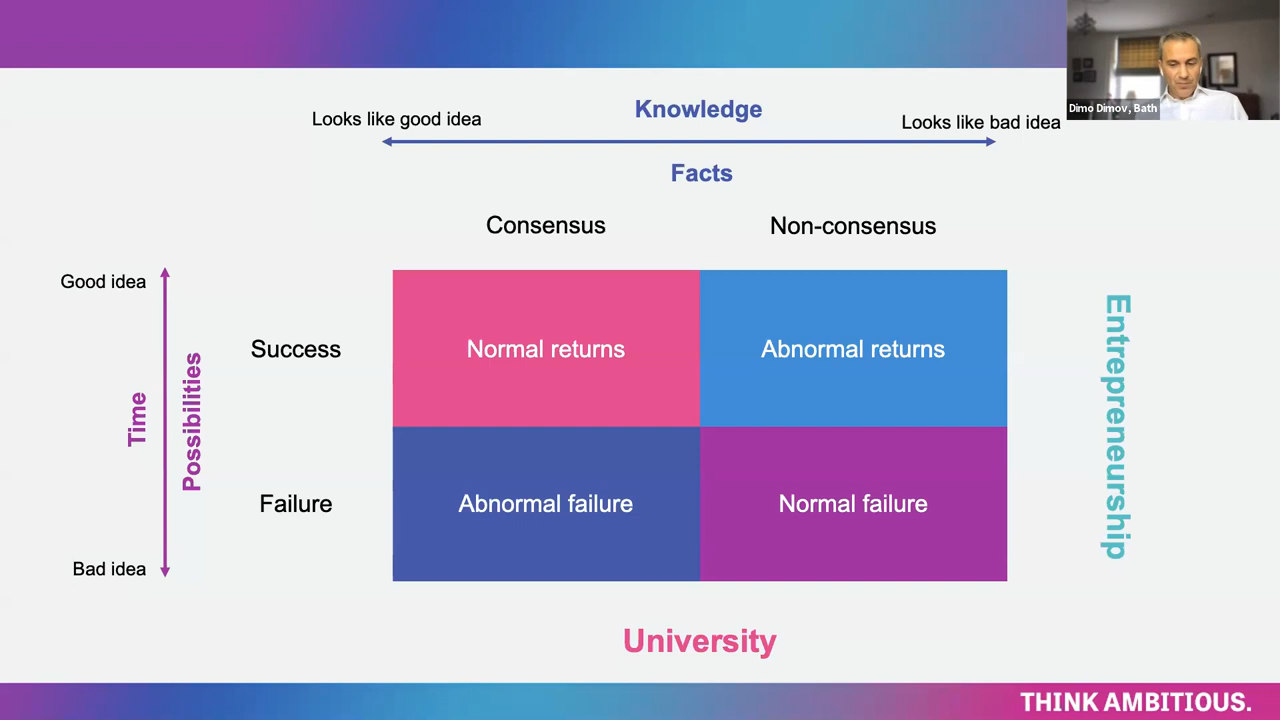 Dimo Dimov, Bath
Knowledge
Looks like good idea
Looks like bad idea
Facts
Consensus
Non-consensus
Good idea
Bad idea
Time
Possibilities
Success
Normal returns
Abnormal returns
Failure
Abnormal failure
Normal failure
Entrepreneurship
University
THINK AMBITIOUS.